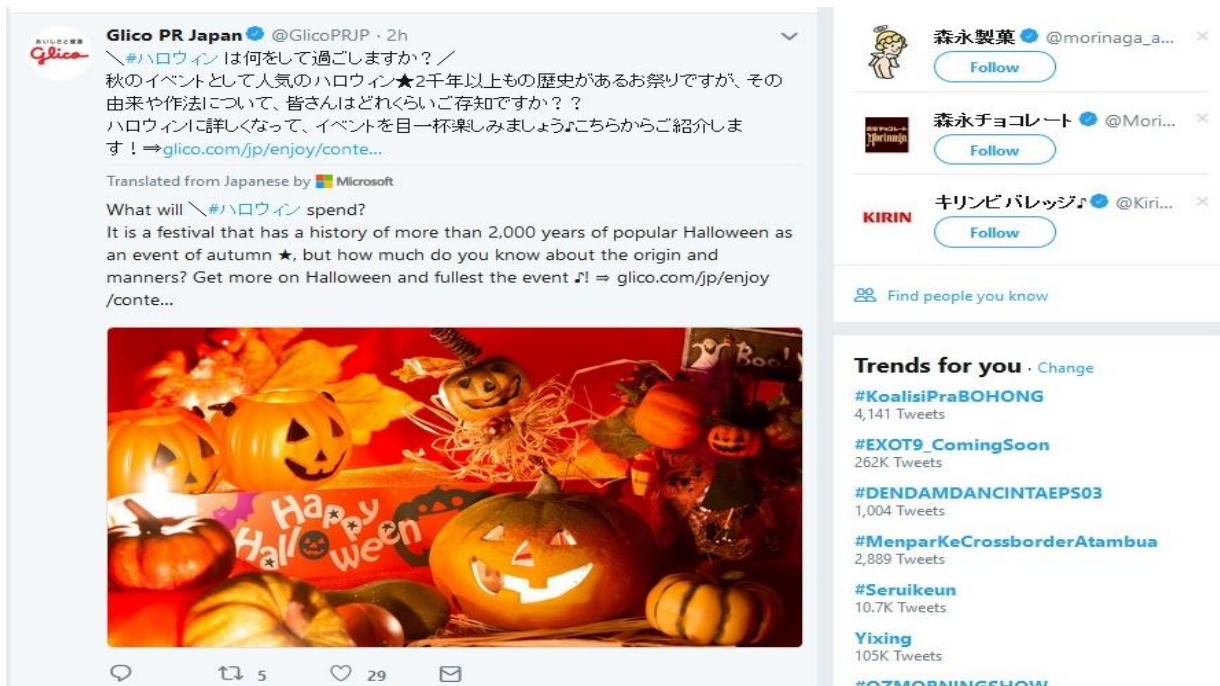 おいしさと健康
Glico
Glico PR Japan @GlicoPRJP · 2h
＼#ハロウィン は何をして過ごしますか？／
秋のイベントとして人気のハロウィン★2千年以上もの歴史があるお祭りですが、その
由来や作法について、皆さんはどれくらいご存知ですか？？
ハロウィンに詳しくなって、イベントを目一杯楽しみましょう♪こちらからご紹介しま
す！⇒glico.com/jp/enjoy/conte...
Translated from Japanese by Microsoft
What will ＼#ハロウィン spend?
It is a festival that has a history of more than 2,000 years of popular Halloween as
an event of autumn ★, but how much do you know about the origin and
manners? Get more on Halloween and fullest the event ♪! ⇒ glico.com/jp/enjoy
/conte...
Boo!
Happy
Halloween
5 29
森永製菓 @morinaga_a... ×
Follow
森永チョコレート @Mori... ×
Morinaga
Follow
キリンビバレッジ♪ @Kiri... ×
KIRIN
Follow
Find people you know
Trends for you · Change
#KoalisiPraBOHONG
4,141 Tweets
#EXOT9_ComingSoon
262K Tweets
#DENDAMDANCINTAEPS03
1,004 Tweets
#MenparKeCrossborderAtambua
2,889 Tweets
#Seruikeun
10.7K Tweets
Yixing
105K Tweets
#OZMORNINGSHOW